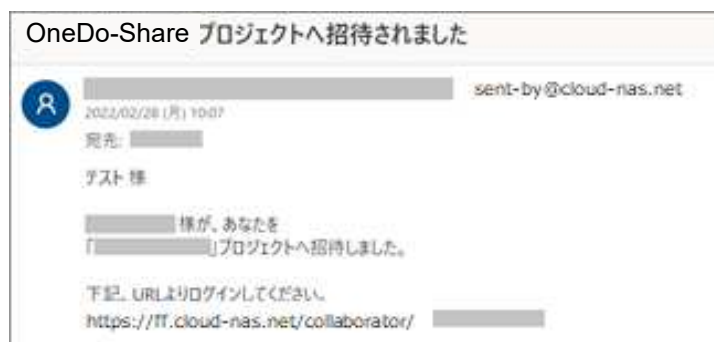 OneDo-Share プロジェクトへ招待されました
sent-by@cloud-nas.net
2022/02/28 (月) 10:07
宛先:
テスト 様
様が、あなたを
「 」プロジェクトへ招待しました。
下記、URLよりログインしてください。
https://ff.cloud-nas.net/collaborator/